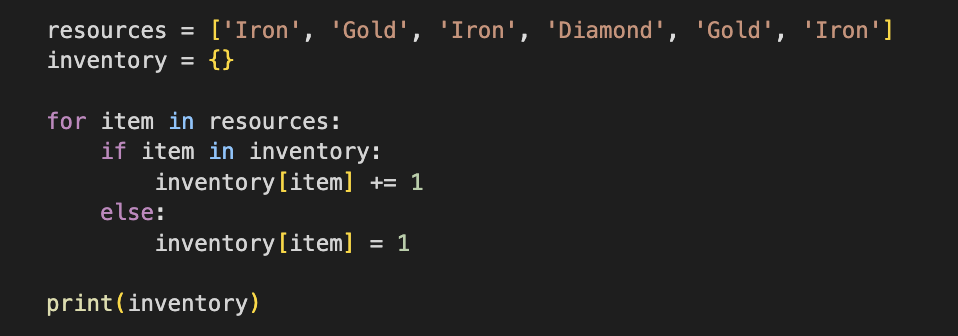 resources = ['Iron', 'Gold', 'Iron', 'Diamond', 'Gold', 'Iron']
inventory = {}

for item in resources:
    if item in inventory:
        inventory[item] += 1
    else:
        inventory[item] = 1

print(inventory)